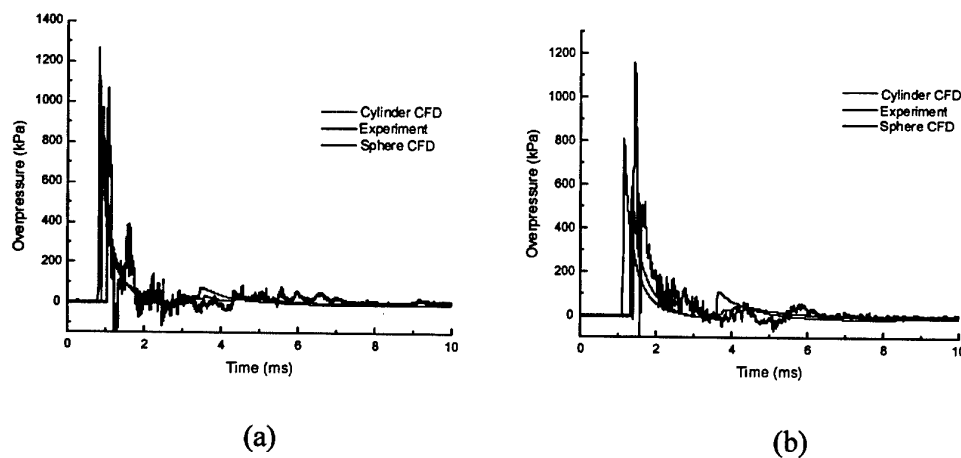 1400
1200
1000
800
600
400
200
0
Overpressure (kPa)
Cylinder CFD
Experiment
Sphere CFD
0 2 4 6 8 10
Time (ms)
(a)
1200
1000
800
600
400
200
0
Overpressure (kPa)
Cylinder CFD
Experiment
Sphere CFD
0 2 4 6 8 10
Time (ms)
(b)